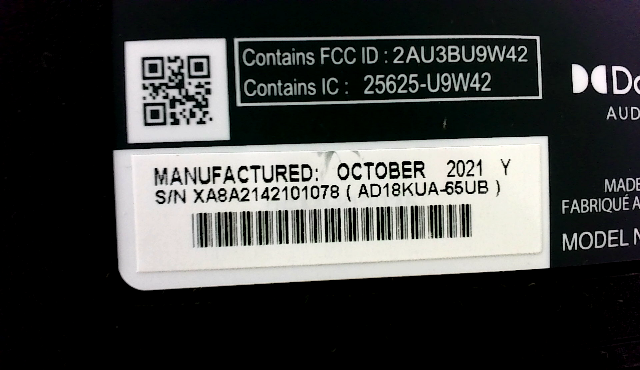 Contains FCC ID : 2AU3BU9W42
Contains IC : 25625-U9W42
MANUFACTURED: OCTOBER 2021 Y
S/N XA8A2142101078 ( AD18KUA-65UB )
AUD
MADE
FABRIQUÉ A
MODEL N